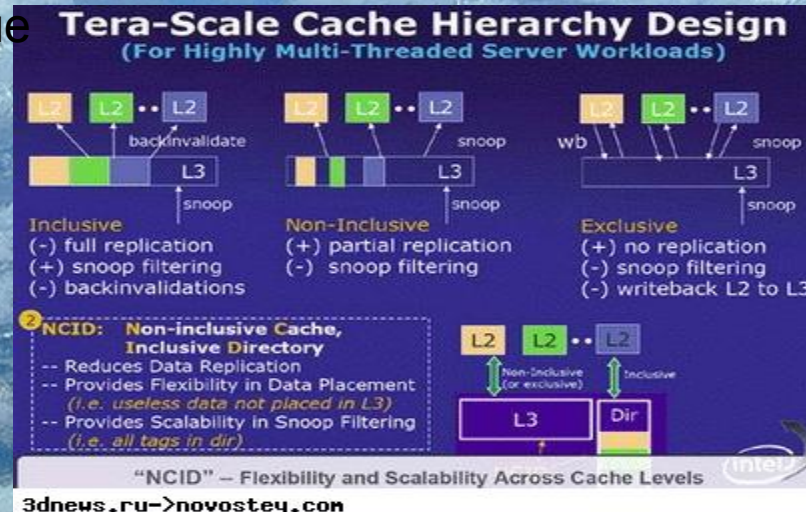 ge
Tera-Scale Cache Hierarchy Design
(For Highly Multi-Threaded Server Workloads)
L2 L2 •• L2
backinvalidate
L3
snoop
Inclusive
(-) full replication
(+) snoop filtering
(-) backinvalidations
L2 L2 •• L2
snoop
L3
snoop
Non-Inclusive
(+) partial replication
(-) snoop filtering
L2 L2 •• L2
wb snoop
L3
snoop
Exclusive
(+) no replication
(-) snoop filtering
(-) writeback L2 to L3
2
NCID: Non-inclusive Cache,
Inclusive Directory
-- Reduces Data Replication
-- Provides Flexibility in Data Placement
(i.e. useless data not placed in L3)
-- Provides Scalability in Snoop Filtering
(i.e. all tags in dir)
L2 L2 •• L2
Non-Inclusive
(or exclusive)
Inclusive
L3 Dir
"NCID" – Flexibility and Scalability Across Cache Levels
intel
3dnews.ru->novostey.com